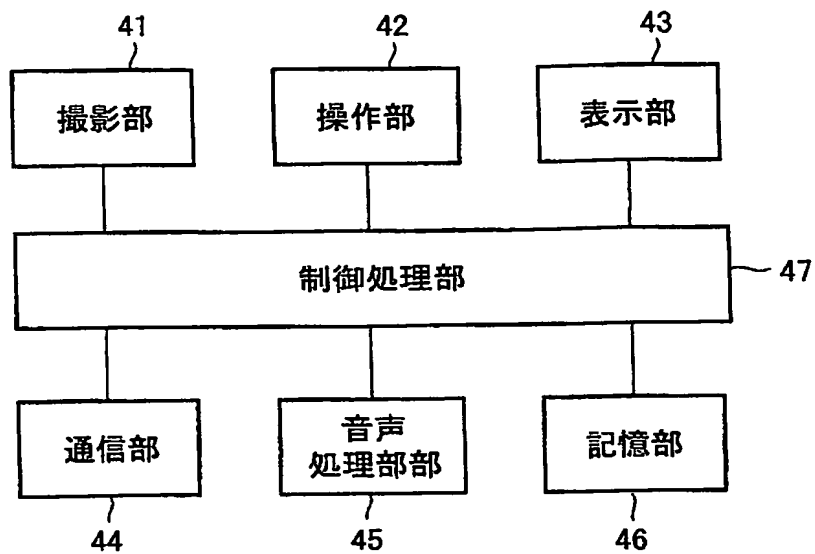 41
42
43
撮影部
操作部
表示部
制御処理部
47
通信部
音声
処理部部
記憶部
44
45
46